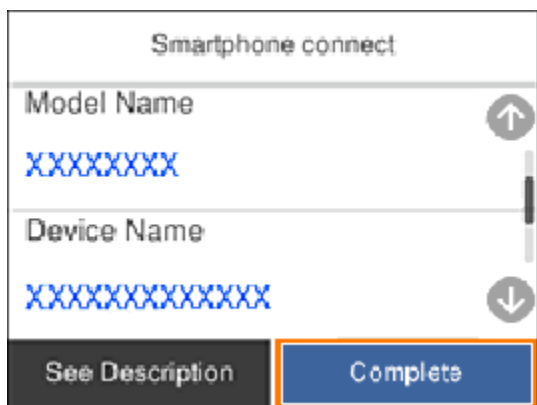 Smartphone connect
Model Name
XXXXXXXX
Device Name
XXXXXXXXXXXXX
See Description
Complete